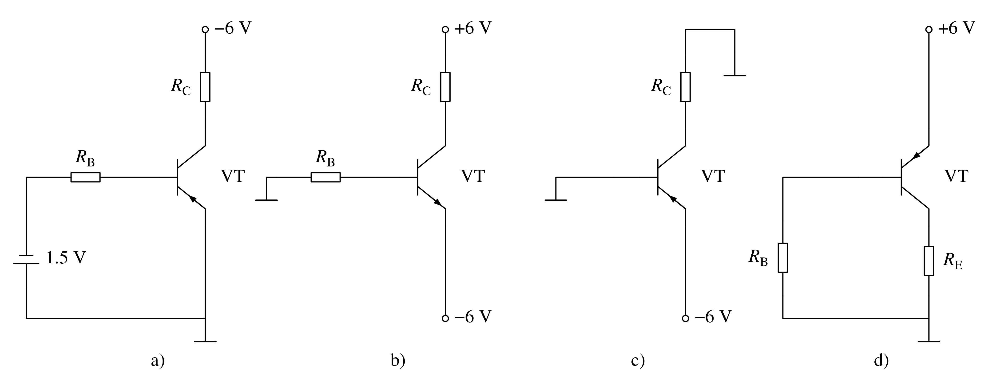 −6 V
R_C
R_B
VT
1.5 V
a)
+6 V
R_C
R_B
VT
−6 V
b)
R_C
VT
−6 V
c)
+6 V
VT
R_B
R_E
d)